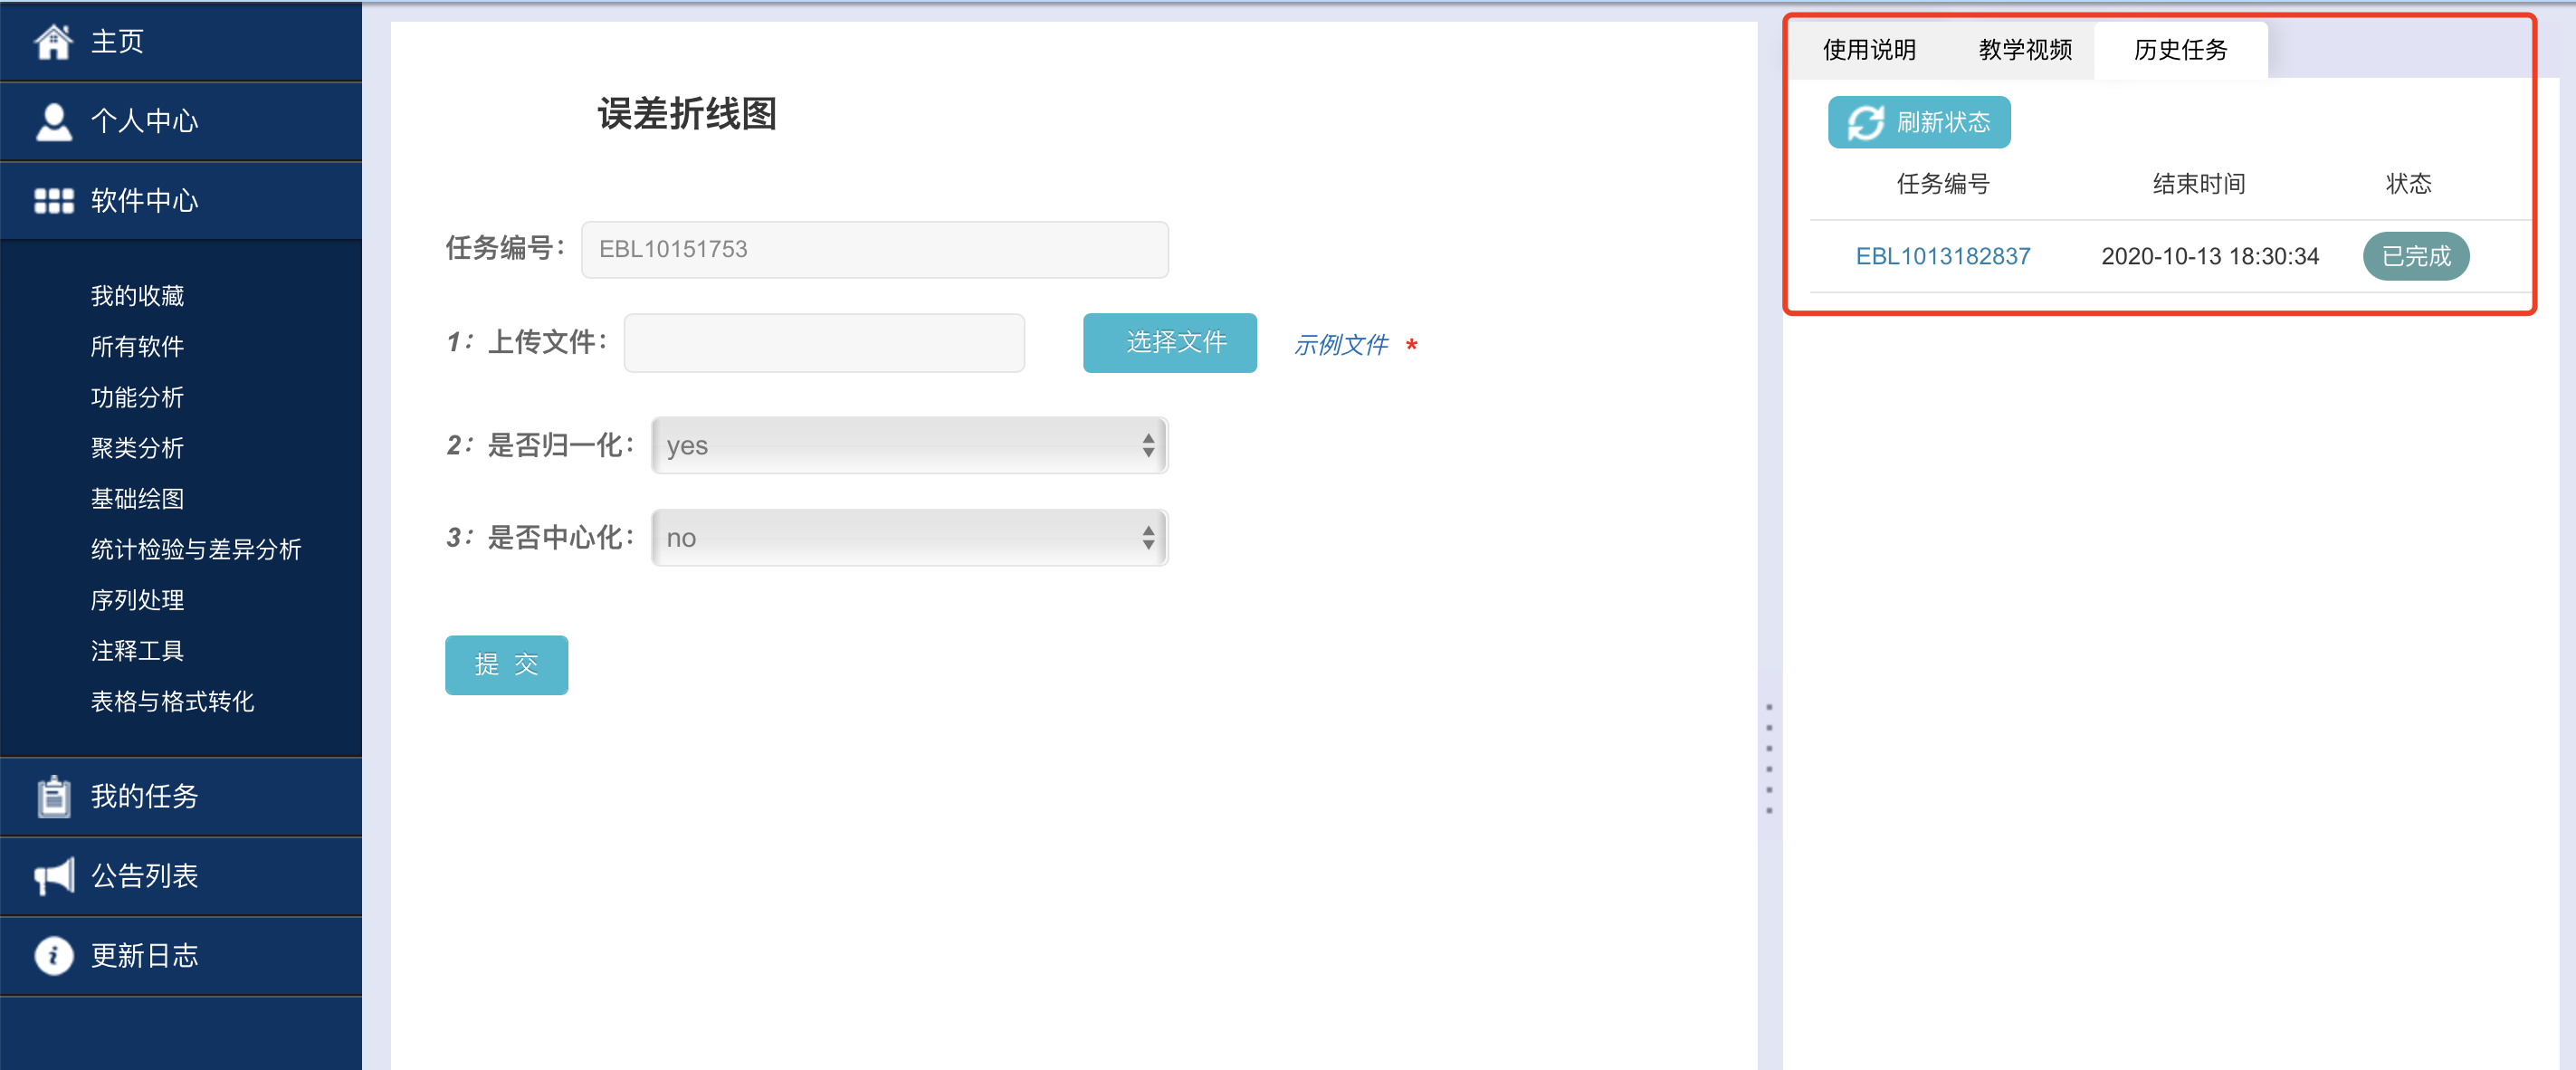 主页
个人中心
软件中心
我的收藏
所有软件
功能分析
聚类分析
基础绘图
统计检验与差异分析
序列处理
注释工具
表格与格式转化
我的任务
公告列表
更新日志
误差折线图
任务编号： EBL10151753
1：上传文件： 选择文件 示例文件 *
2：是否归一化： yes
3：是否中心化： no
提 交
使用说明 教学视频 历史任务
刷新状态
任务编号 结束时间 状态
EBL1013182837 2020-10-13 18:30:34 已完成